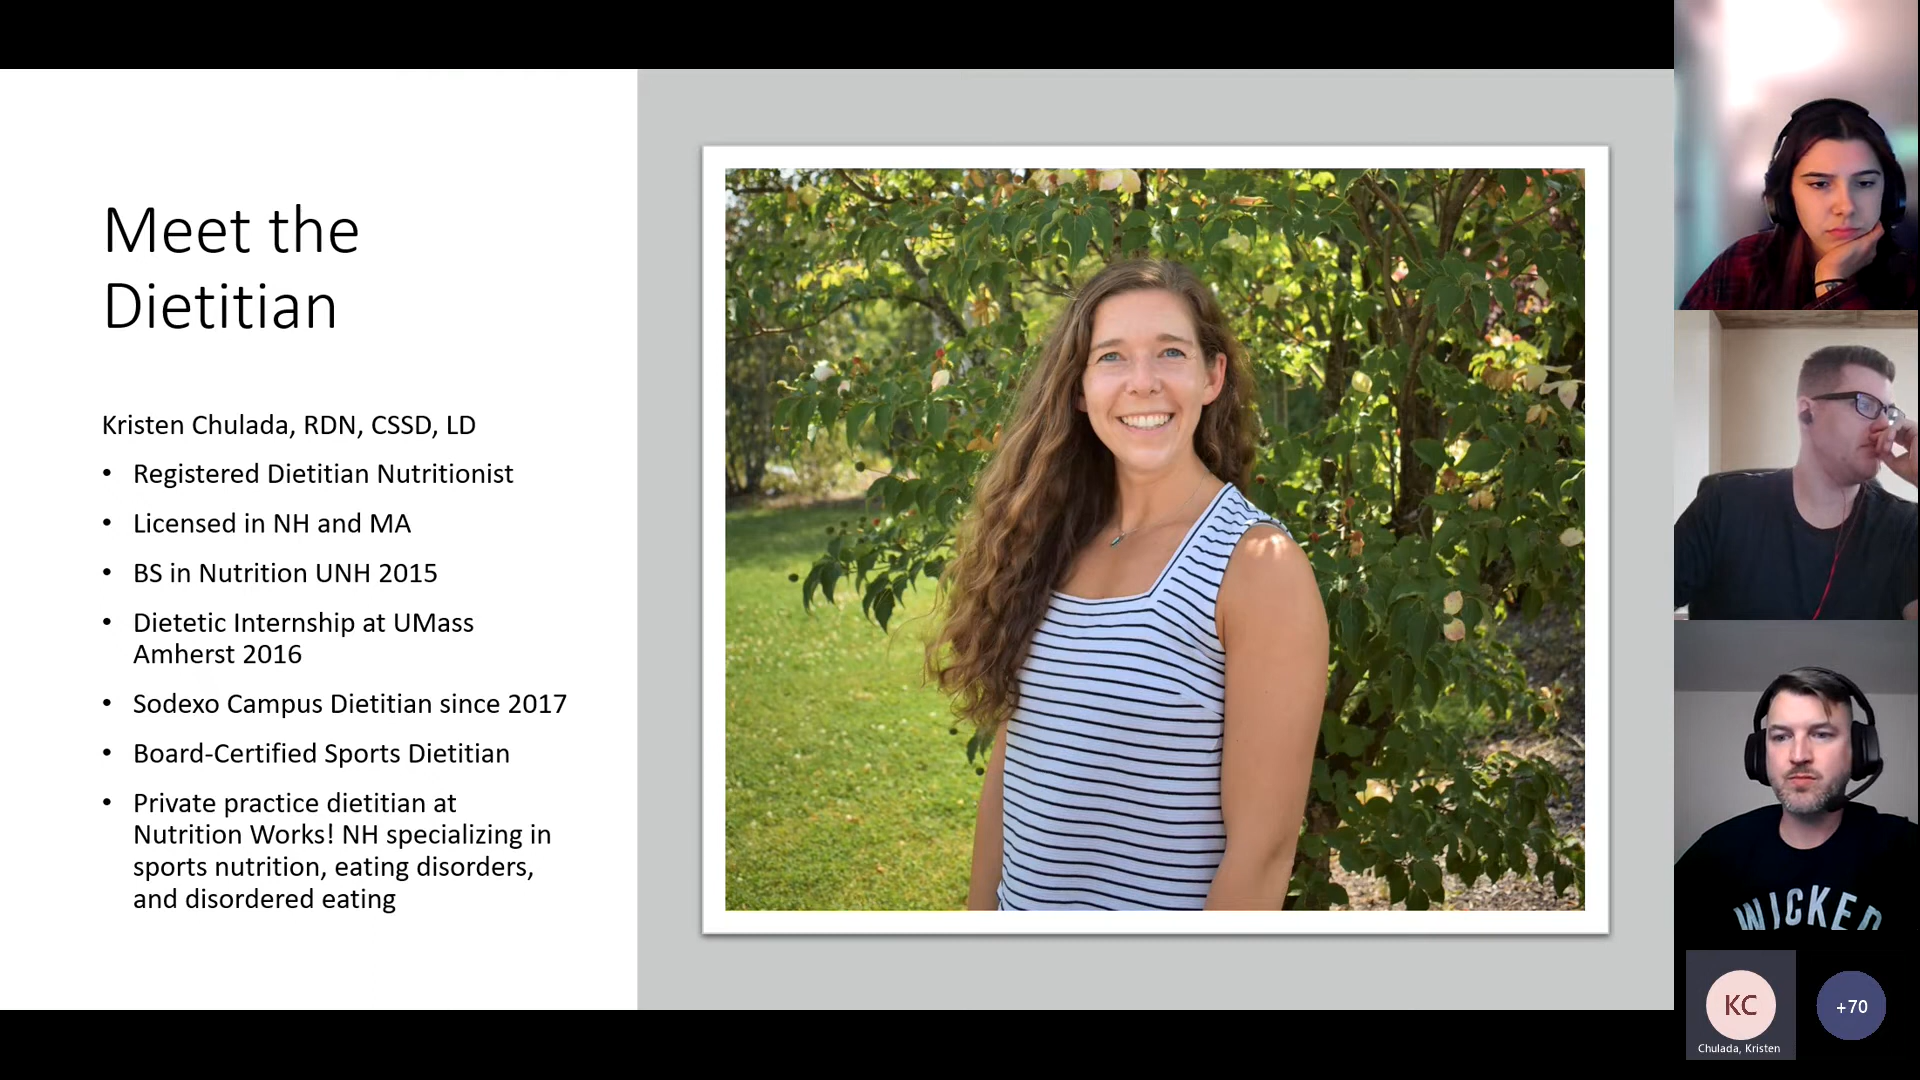 Meet the
Dietitian
Kristen Chulada, RDN, CSSD, LD
• Registered Dietitian Nutritionist
• Licensed in NH and MA
• BS in Nutrition UNH 2015
• Dietetic Internship at UMass
Amherst 2016
• Sodexo Campus Dietitian since 2017
• Board-Certified Sports Dietitian
• Private practice dietitian at
Nutrition Works! NH specializing in
sports nutrition, eating disorders,
and disordered eating
WICKED
KC
Chulada, Kristen
+70